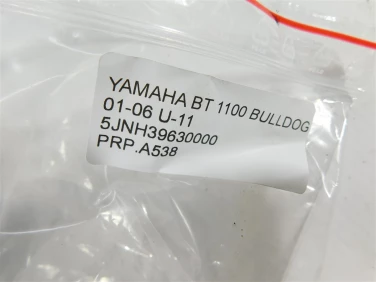 YAMAHA BT 1100 BULLDOG
01-06 U-11
5JNH39630000
PRP.A538